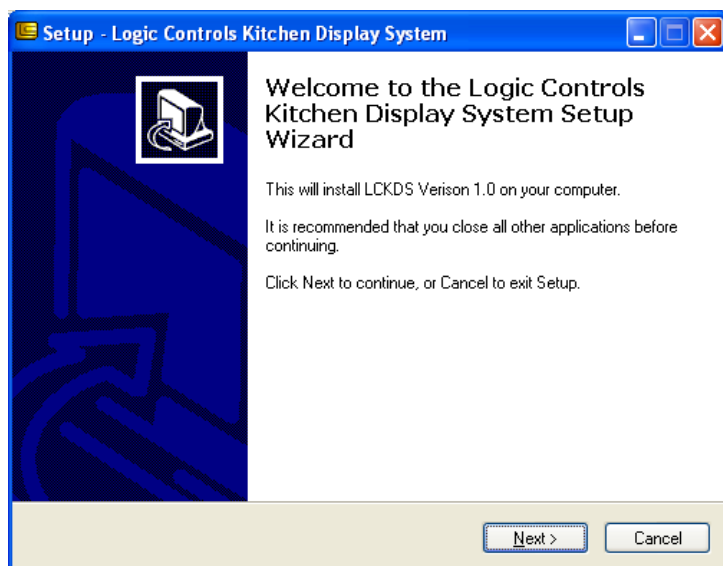 Setup - Logic Controls Kitchen Display System
Welcome to the Logic Controls
Kitchen Display System Setup
Wizard
This will install LCKDS Verison 1.0 on your computer.
It is recommended that you close all other applications before
continuing.
Click Next to continue, or Cancel to exit Setup.
Next >
Cancel